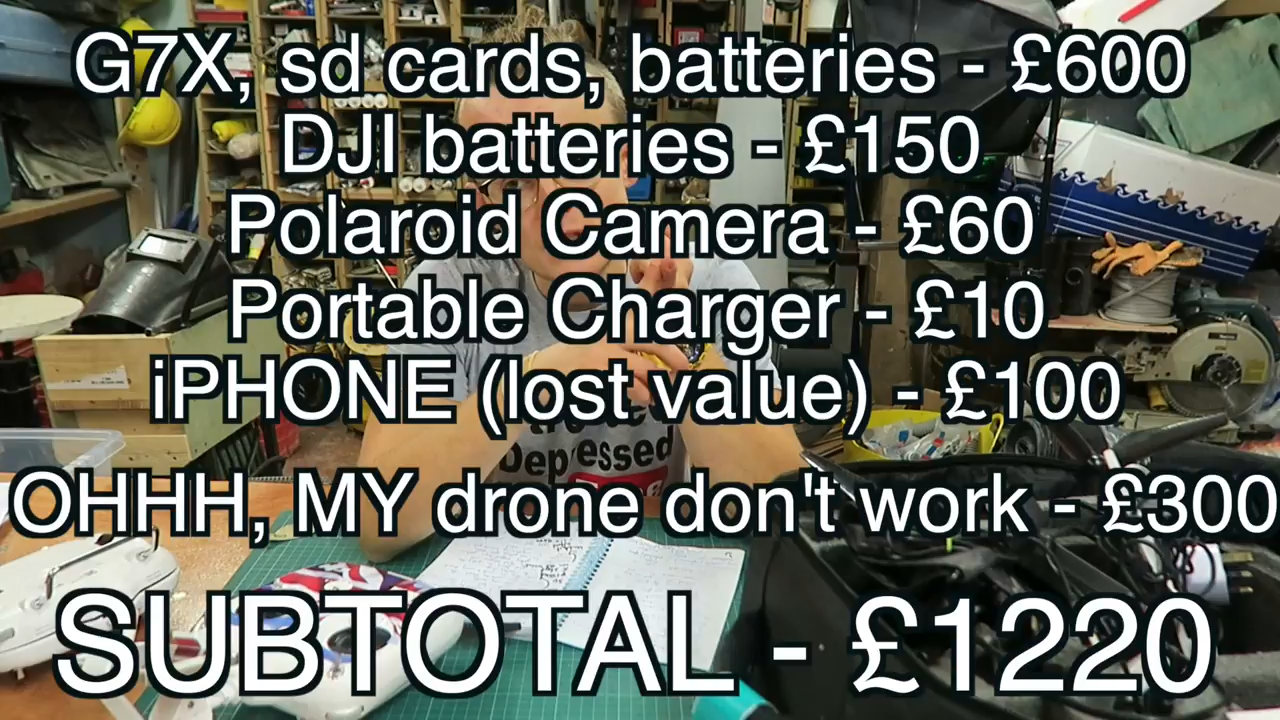 G7X, sd cards, batteries - £600
DJI batteries - £150
Polaroid Camera - £60
Portable Charger - £10
iPHONE (lost value) - £100
Depressed
OHHH, MY drone don't work - £300
SUBTOTAL - £1220